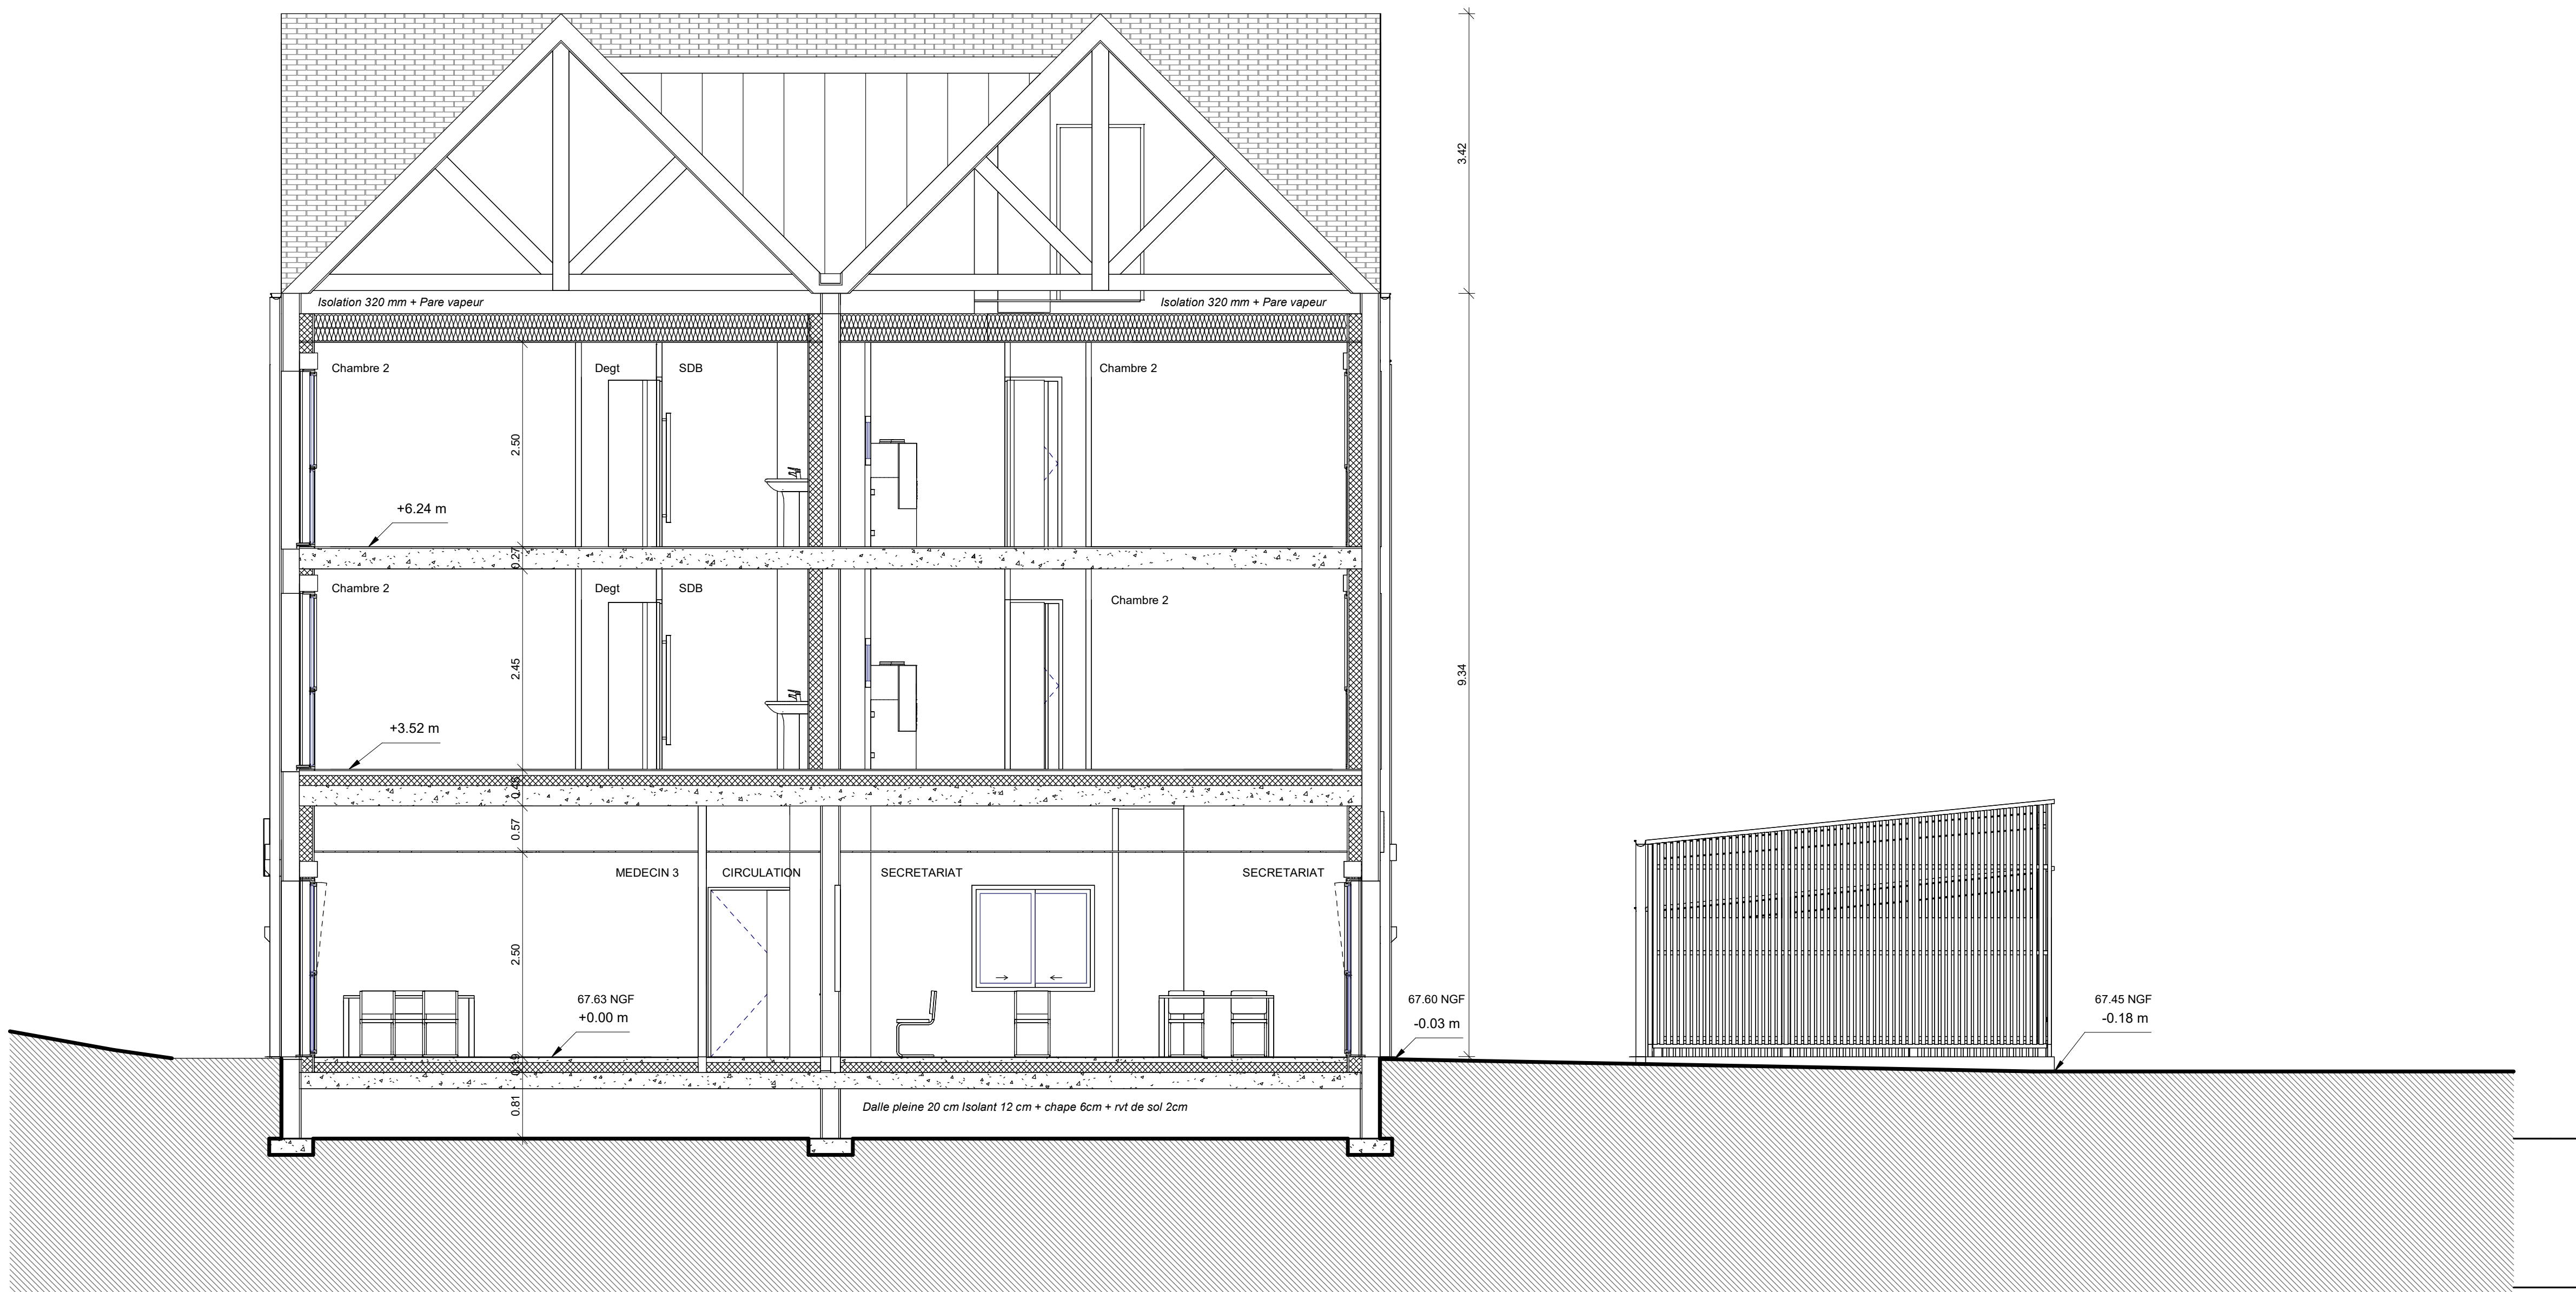 3.42
Isolation 320 mm + Pare vapeur
Isolation 320 mm + Pare vapeur
Chambre 2
Degt
SDB
Chambre 2
2.50
+6.24 m
0.27
Chambre 2
Degt
SDB
Chambre 2
2.45
9.34
+3.52 m
0.45
0.57
MEDECIN 3
CIRCULATION
SECRETARIAT
SECRETARIAT
2.50
67.63 NGF
+0.00 m
67.60 NGF
-0.03 m
67.45 NGF
-0.18 m
0.81
Dalle pleine 20 cm Isolant 12 cm + chape 6cm + rvt de sol 2cm